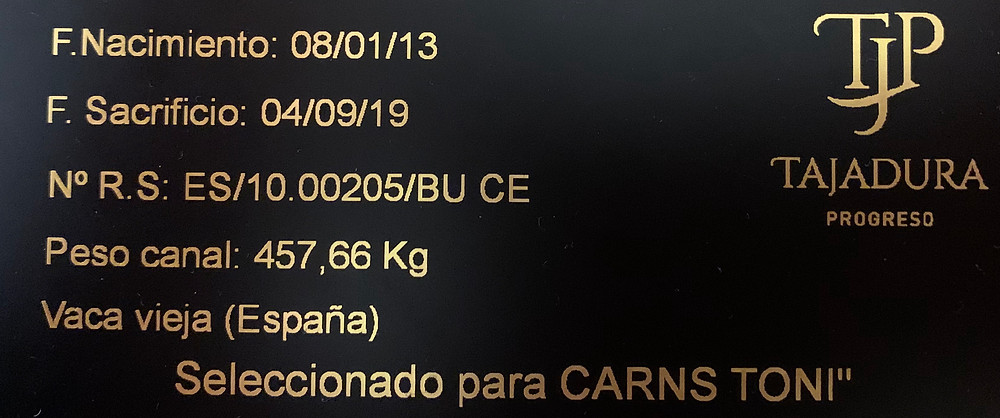 F.Nacimiento: 08/01/13
F. Sacrificio: 04/09/19
Nº R.S: ES/10.00205/BU CE
Peso canal: 457,66 Kg
Vaca vieja (España)
Seleccionado para CARNS TONI"
TJP
TAJADURA
PROGRESO